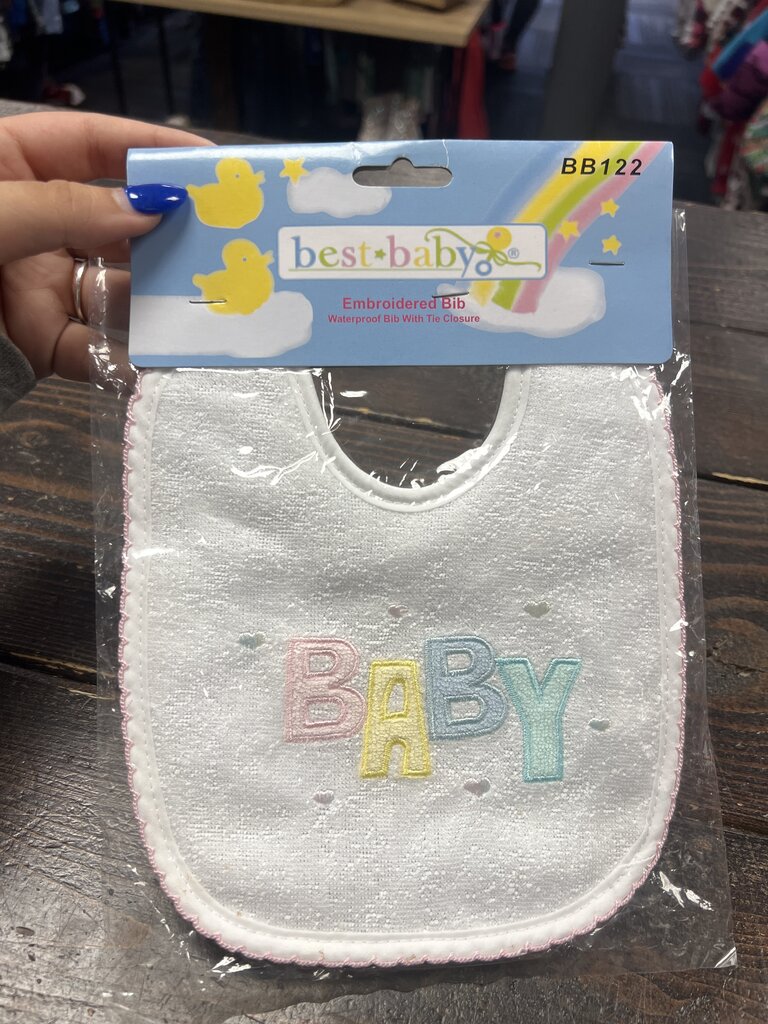 BB122
best baby®
Embroidered Bib
Waterproof Bib With Tie Closure
BABY